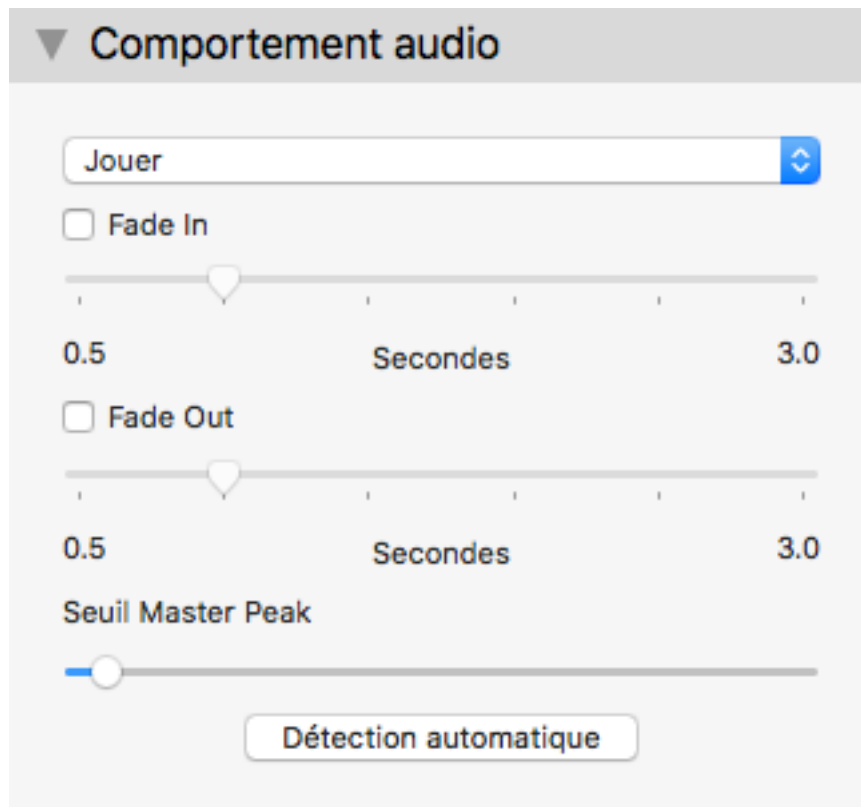 Comportement audio
Jouer
Fade In
0.5 Secondes 3.0
Fade Out
0.5 Secondes 3.0
Seuil Master Peak
Détection automatique